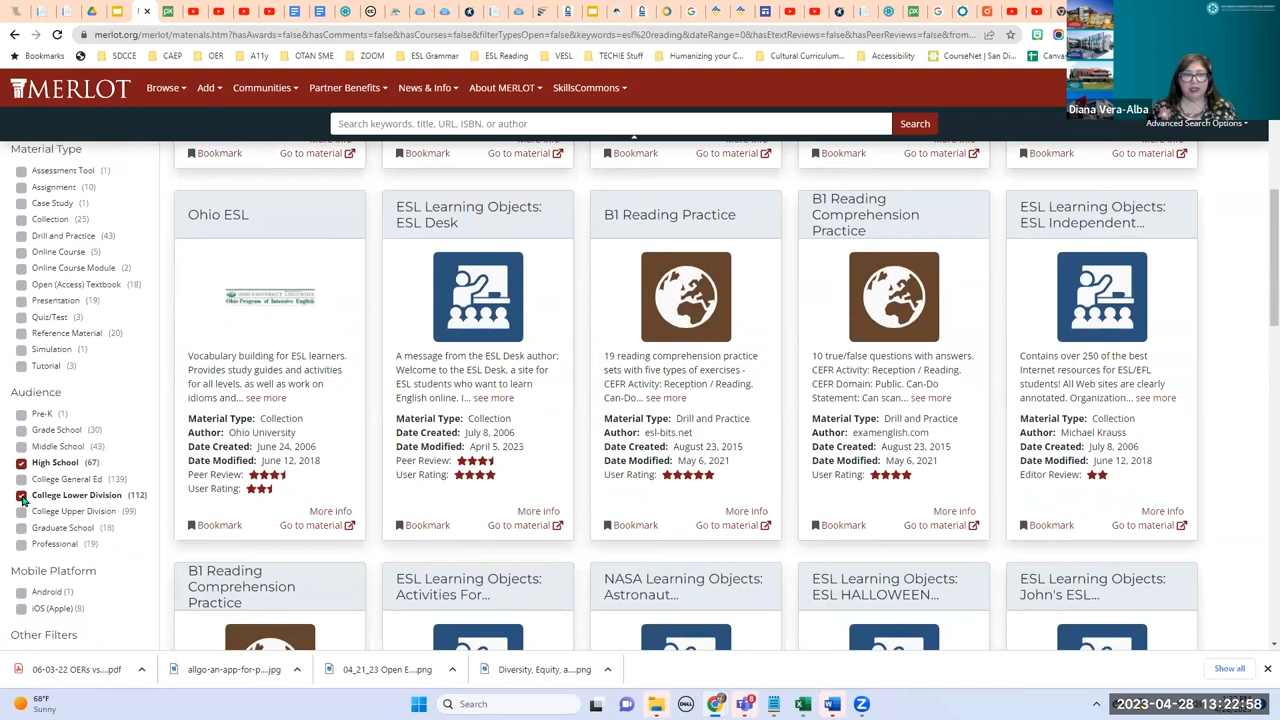 merlot.org/merlot/materials.htm?hasAwards=false&hasComments=false&hasCourses=false&filterTypesOpen=
Bookmarks
SDCCE
CAEP
OER
A11y
OTAN SME
ESL Grammar
ESL Reading
TECHIE Stuff
Humanizing your C...
Cultural Curriculum...
CourseNet | San Di...
MERLOT
Browse
Add
Communities
Partner Benefits
News & Info
About MERLOT
SkillsCommons
Diana Vera-Alba
Search keywords, title, URL, ISBN, or author
Search
Advanced Search Options
Material Type
Assessment Tool (1)
Assignment (10)
Case Study (1)
Collection (25)
Drill and Practice (43)
Online Course (5)
Online Course Module (2)
Open (Access) Textbook (18)
Presentation (19)
Quiz/Test (3)
Reference Material (20)
Simulation (1)
Tutorial (3)
Audience
Pre-K (1)
Grade School (30)
Middle School (43)
High School (67)
College General Ed (139)
College Lower Division (112)
College Upper Division (99)
Graduate School (18)
Professional (19)
Mobile Platform
Android (1)
iOS (Apple) (8)
Other Filters
Bookmark Go to material
Bookmark Go to material
Bookmark Go to material
Bookmark Go to material
Bookmark Go to material
Ohio ESL
Vocabulary building for ESL learners.
Provides study guides and activities
for all levels, as well as work on
idioms and... see more
Material Type: Collection
Author: Ohio University
Date Created: June 24, 2006
Date Modified: June 12, 2018
Peer Review:
User Rating:
More info
Bookmark Go to material
ESL Learning Objects:
ESL Desk
A message from the ESL Desk author:
Welcome to the ESL Desk, a site for
ESL students who want to learn
English online. I... see more
Material Type: Collection
Date Created: July 8, 2006
Date Modified: April 5, 2023
Peer Review:
User Rating:
More info
Bookmark Go to material
B1 Reading Practice
19 reading comprehension practice
sets with five types of exercises -
CEFR Activity: Reception / Reading.
Can-Do... see more
Material Type: Drill and Practice
Author: esl-bits.net
Date Created: August 23, 2015
Date Modified: May 6, 2021
User Rating:
More info
Bookmark Go to material
B1 Reading
Comprehension
Practice
10 true/false questions with answers.
CEFR Activity: Reception / Reading.
CEFR Domain: Public. Can-Do
Statement: Can scan... see more
Material Type: Drill and Practice
Author: examenglish.com
Date Created: August 23, 2015
Date Modified: May 6, 2021
User Rating:
More info
Bookmark Go to material
ESL Learning Objects:
ESL Independent...
Contains over 250 of the best
Internet resources for ESL/EFL
students! All Web sites are clearly
annotated. Organization... see more
Material Type: Collection
Author: Michael Krauss
Date Created: July 8, 2006
Date Modified: June 12, 2018
Editor Review:
More info
Bookmark Go to material
B1 Reading
Comprehension
Practice
ESL Learning Objects:
Activities For...
NASA Learning Objects:
Astronaut...
ESL Learning Objects:
ESL HALLOWEEN...
ESL Learning Objects:
John's ESL...
06-03-22 OERs vs....pdf
allgo-an-app-for-p....jpg
04_21_23 Open E....png
Diversity, Equity, a....png
Show all
68°F
Sunny
Search
2023-04-28 13:22:58